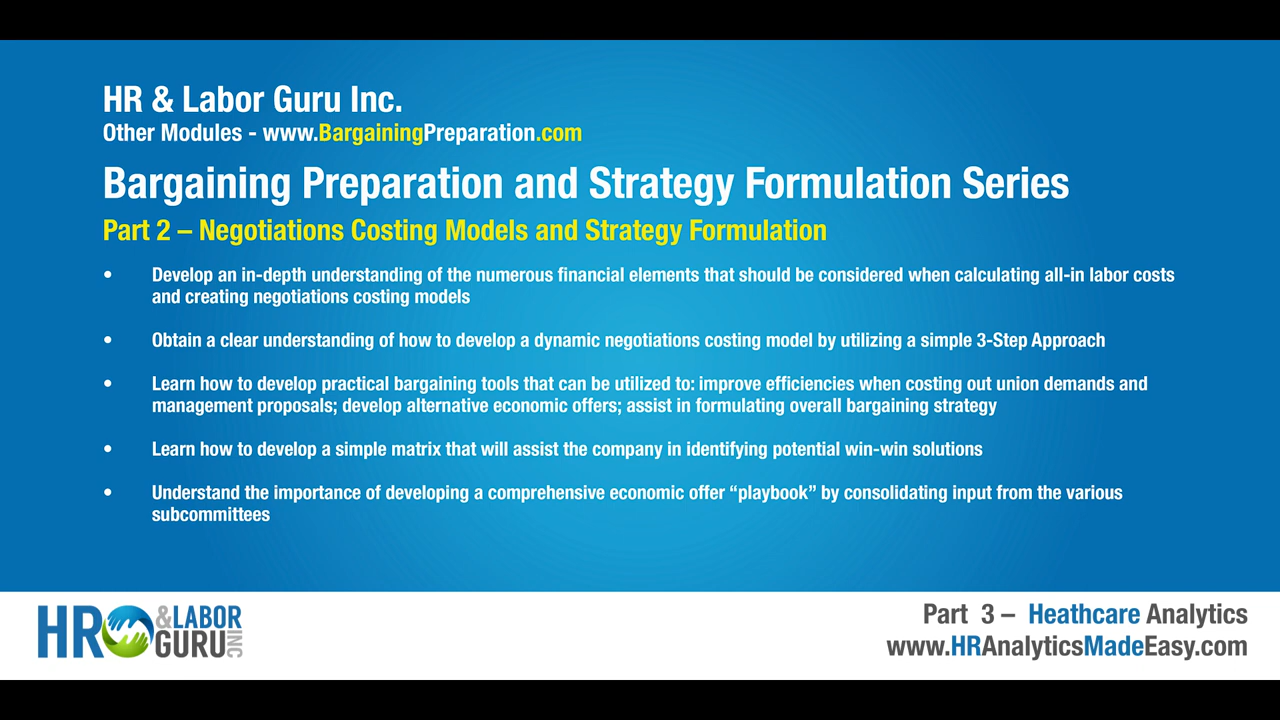 HR & Labor Guru Inc.
Other Modules - www.BargainingPreparation.com
Bargaining Preparation and Strategy Formulation Series
Part 2 – Negotiations Costing Models and Strategy Formulation
• Develop an in-depth understanding of the numerous financial elements that should be considered when calculating all-in labor costs
and creating negotiations costing models
• Obtain a clear understanding of how to develop a dynamic negotiations costing model by utilizing a simple 3-Step Approach
• Learn how to develop practical bargaining tools that can be utilized to: improve efficiencies when costing out union demands and
management proposals; develop alternative economic offers; assist in formulating overall bargaining strategy
• Learn how to develop a simple matrix that will assist the company in identifying potential win-win solutions
• Understand the importance of developing a comprehensive economic offer “playbook” by consolidating input from the various
subcommittees
HR &LABOR
GURU INC
Part 3 – Heathcare Analytics
www.HRAnalyticsMadeEasy.com